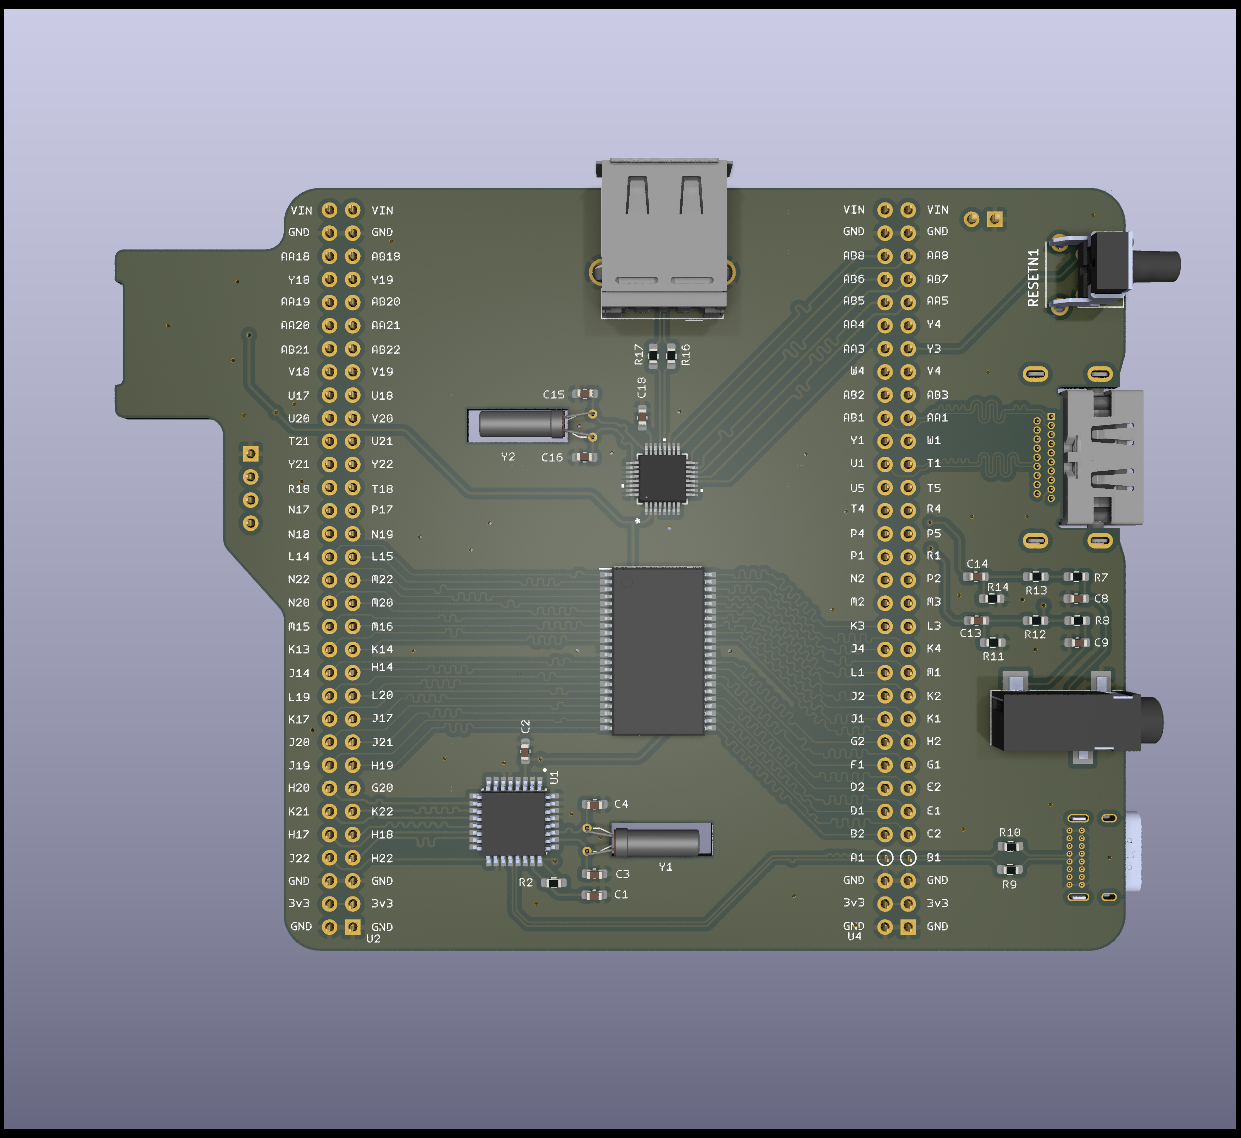 VIN VIN VIN VIN
GND GND GND GND
AA18 AB18 AB8 AA8
Y18 Y19 AB6 AB7
AA19 AB20 AB5 AA5
AA20 AA21 AA4 Y4
AB21 AB22 AA3 Y3
V18 V19 W4 V4
U17 U18 AB2 AB3
U20 V20 AB1 AA1
T21 U21 Y1 W1
Y21 Y22 U1 T1
R18 T18 U5 T5
N17 P17 T4 R4
N18 N19 P4 P5
L14 L15 P1 R1
N22 M22 N2 P2
N20 M20 M2 M3
M15 M16 K3 L3
K13 K14 J4 K4
J14 H14 L1 M1
L19 L20 J2 K2
K17 J17 J1 K1
J20 J21 G2 H2
J19 H19 F1 G1
H20 G20 D2 E2
K21 K22 D1 E1
H17 H18 B2 C2
J22 H22 A1 B1
GND GND GND GND
3v3 3v3 3v3 3v3
GND GND GND GND
U2 U4
RESETN1
R17 R16
C15 C19
Y2 C16
*
C14 R13 R7
R14 C8
C13 R12 R8
R11 C9
C2
U1
C4
Y1
C3
R2 C1
R10
R9